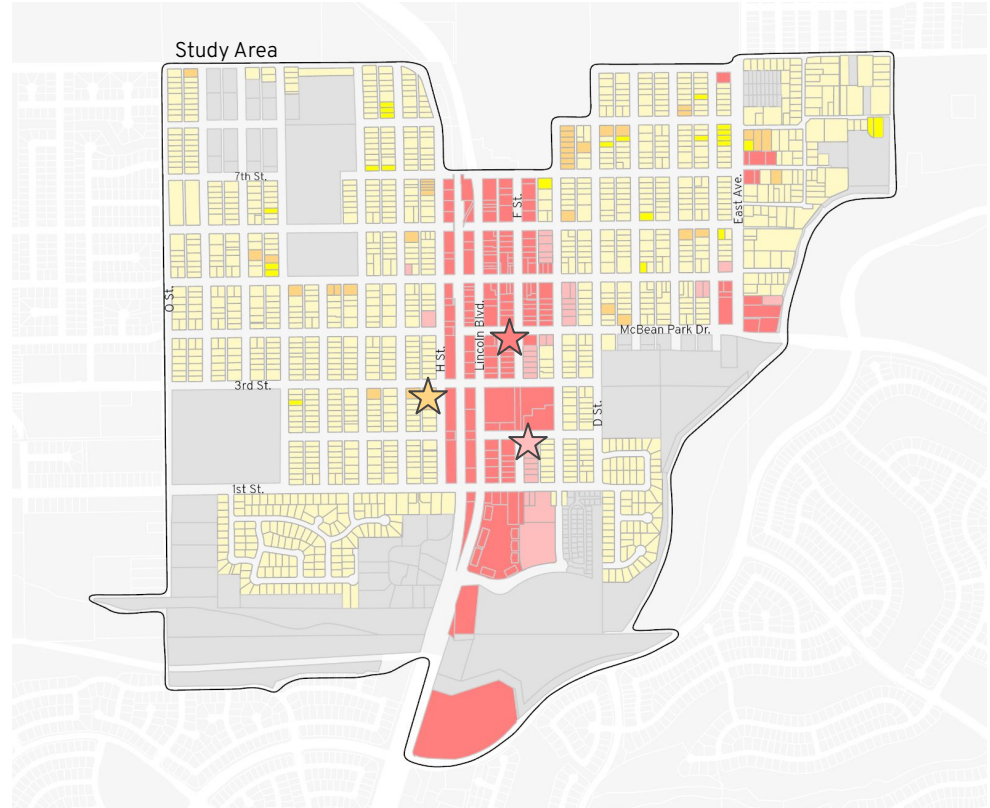 Study Area
7th St.
F St.
East Ave.
O St.
Lincoln Blvd.
McBean Park Dr.
H St.
3rd St.
D St.
1st St.